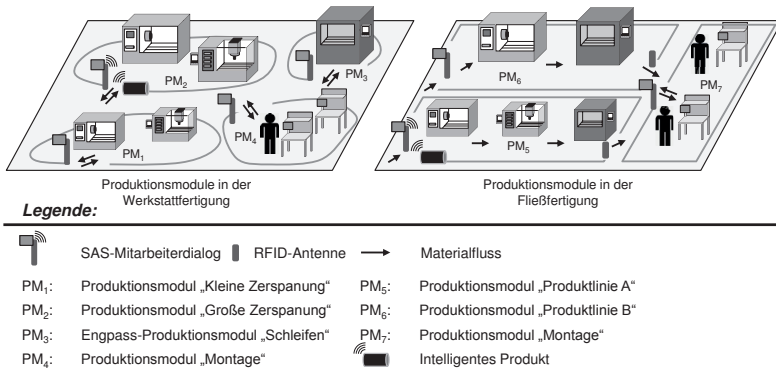 PM2
PM3
PM4
PM1
PM6
PM7
PM5
Produktionsmodule in der
Werkstattfertigung
Produktionsmodule in der
Fließfertigung
Legende:
SAS-Mitarbeiterdialog
RFID-Antenne
Materialfluss
PM1: Produktionsmodul „Kleine Zerspanung"
PM2: Produktionsmodul „Große Zerspanung"
PM3: Engpass-Produktionsmodul „Schleifen"
PM4: Produktionsmodul „Montage"
PM5: Produktionsmodul „Produktlinie A"
PM6: Produktionsmodul „Produktlinie B"
PM7: Produktionsmodul „Montage"
Intelligentes Produkt